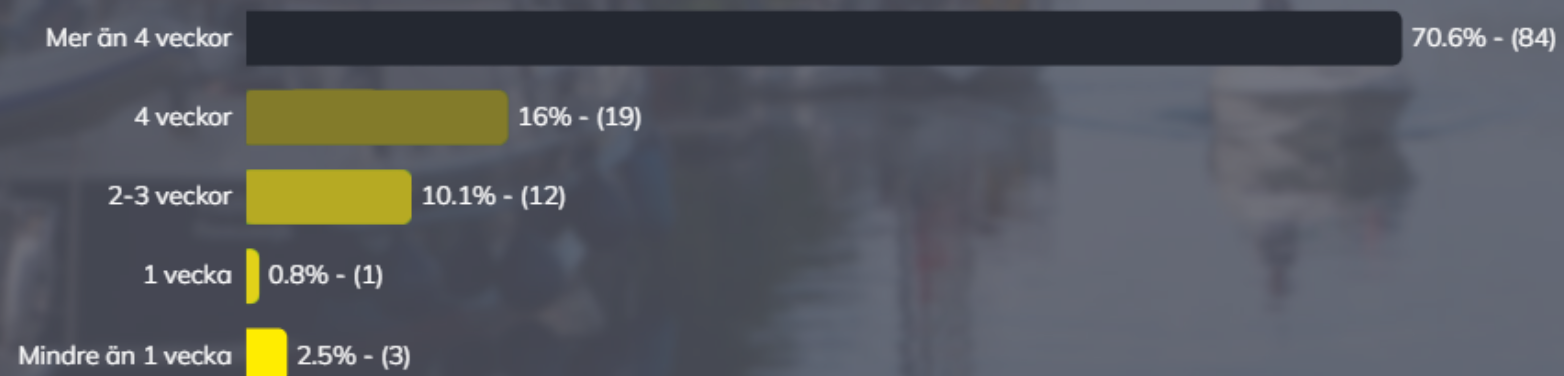 Mer än 4 veckor 70.6% - (84)
4 veckor 16% - (19)
2-3 veckor 10.1% - (12)
1 vecka 0.8% - (1)
Mindre än 1 vecka 2.5% - (3)